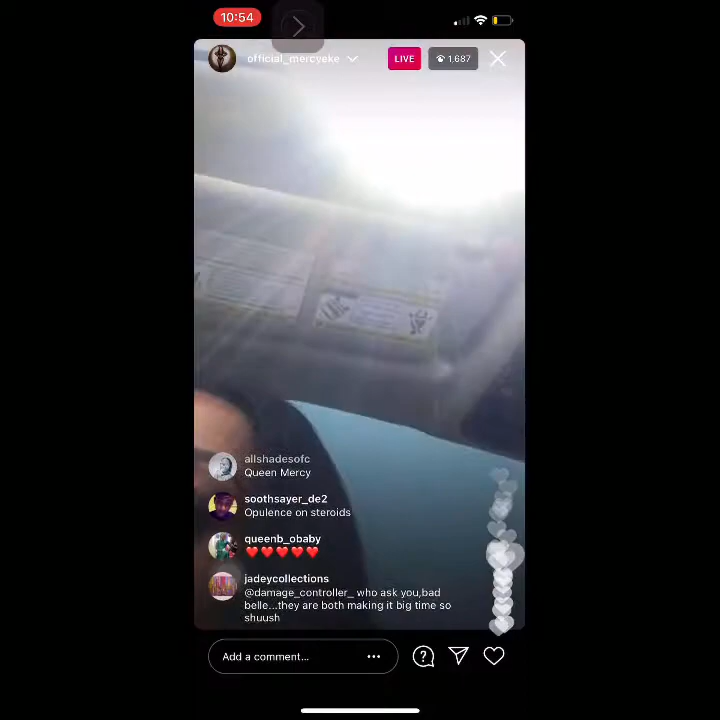 10:54
official_mercyeke
LIVE
1,687
allshadesofc
Queen Mercy
soothsayer_de2
Opulence on steroids
queenb_obaby
❤️❤️❤️❤️❤️
jadeycollections
@damage_controller_ who ask you,bad
belle...they are both making it big time so
shuush
Add a comment...